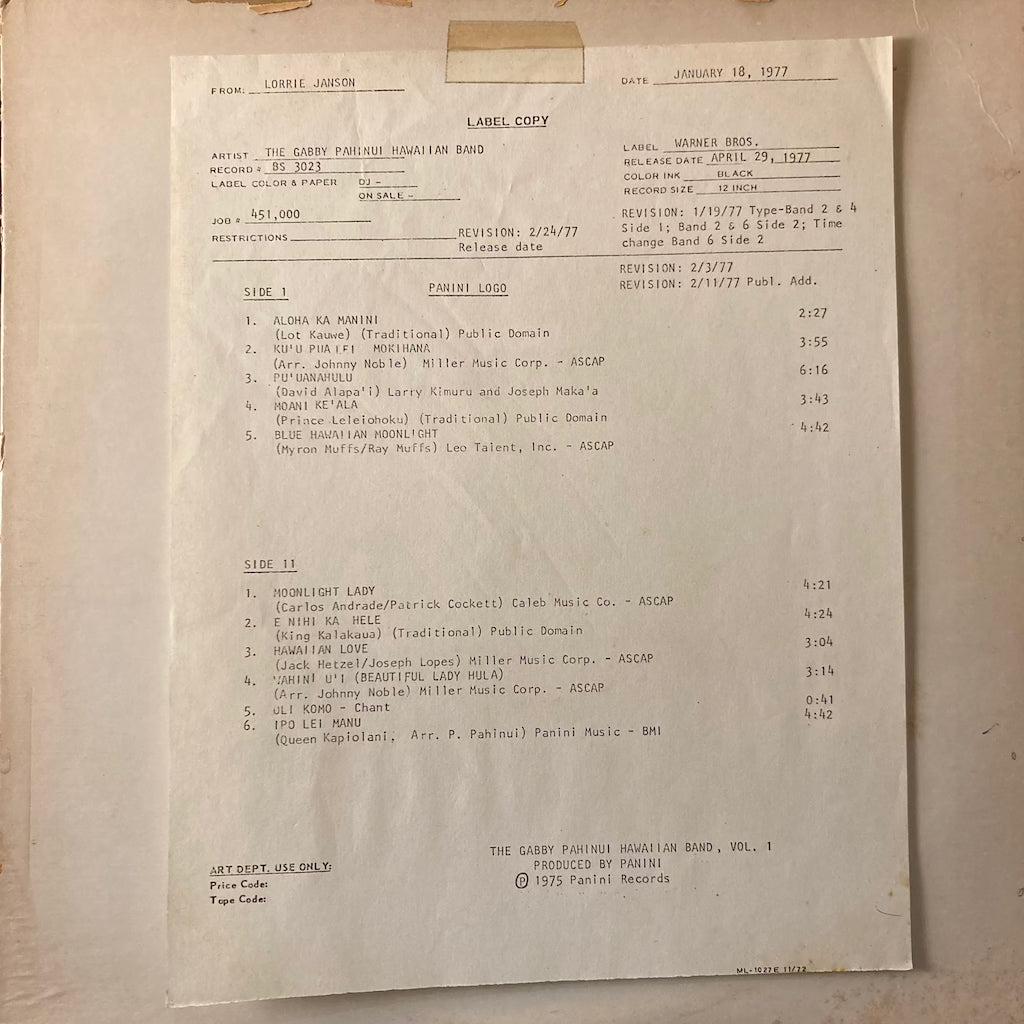 FROM: LORRIE JANSON
DATE JANUARY 18, 1977
LABEL COPY
ARTIST THE GABBY PAHINUI HAWAIIAN BAND
LABEL WARNER BROS.
RECORD # BS 3023
RELEASE DATE APRIL 29, 1977
LABEL COLOR & PAPER DJ -
COLOR INK BLACK
ON SALE -
RECORD SIZE 12 INCH
JOB # 451,000
REVISION: 1/19/77 Type-Band 2 & 4
Side 1; Band 2 & 6 Side 2; Time
change Band 6 Side 2
RESTRICTIONS
REVISION: 2/24/77
Release date
REVISION: 2/3/77
REVISION: 2/11/77 Publ. Add.
SIDE 1
PANINI LOGO
1. ALOHA KA MANINI 2:27
(Lot Kauwe) (Traditional) Public Domain
2. KU'U PUA LEI MOKIHANA 3:55
(Arr. Johnny Noble) Miller Music Corp. - ASCAP
3. PU'UANAHULU 6:16
(David Alapa'i) Larry Kimuru and Joseph Maka'a
4. MOANI KE'ALA 3:43
(Prince Leleiohoku) (Traditional) Public Domain
5. BLUE HAWAIIAN MOONLIGHT 4:42
(Myron Muffs/Ray Muffs) Leo Talent, Inc. - ASCAP
SIDE 11
1. MOONLIGHT LADY 4:21
(Carlos Andrade/Patrick Cockett) Caleb Music Co. - ASCAP
2. E NIHI KA HELE 4:24
(King Kalakaua) (Traditional) Public Domain
3. HAWAIIAN LOVE 3:04
(Jack Hetzel/Joseph Lopes) Miller Music Corp. - ASCAP
4. WAHINI U'I (BEAUTIFUL LADY HULA) 3:14
(Arr. Johnny Noble) Miller Music Corp. - ASCAP
5. OLI KOMO - Chant 0:41
6. IPO LEI MANU 4:42
(Queen Kapiolani, Arr. P. Pahinui) Panini Music - BMI
THE GABBY PAHINUI HAWAIIAN BAND, VOL. 1
PRODUCED BY PANINI
Ⓟ 1975 Panini Records
ART DEPT. USE ONLY:
Price Code:
Tape Code:
ML-1027E 11/72